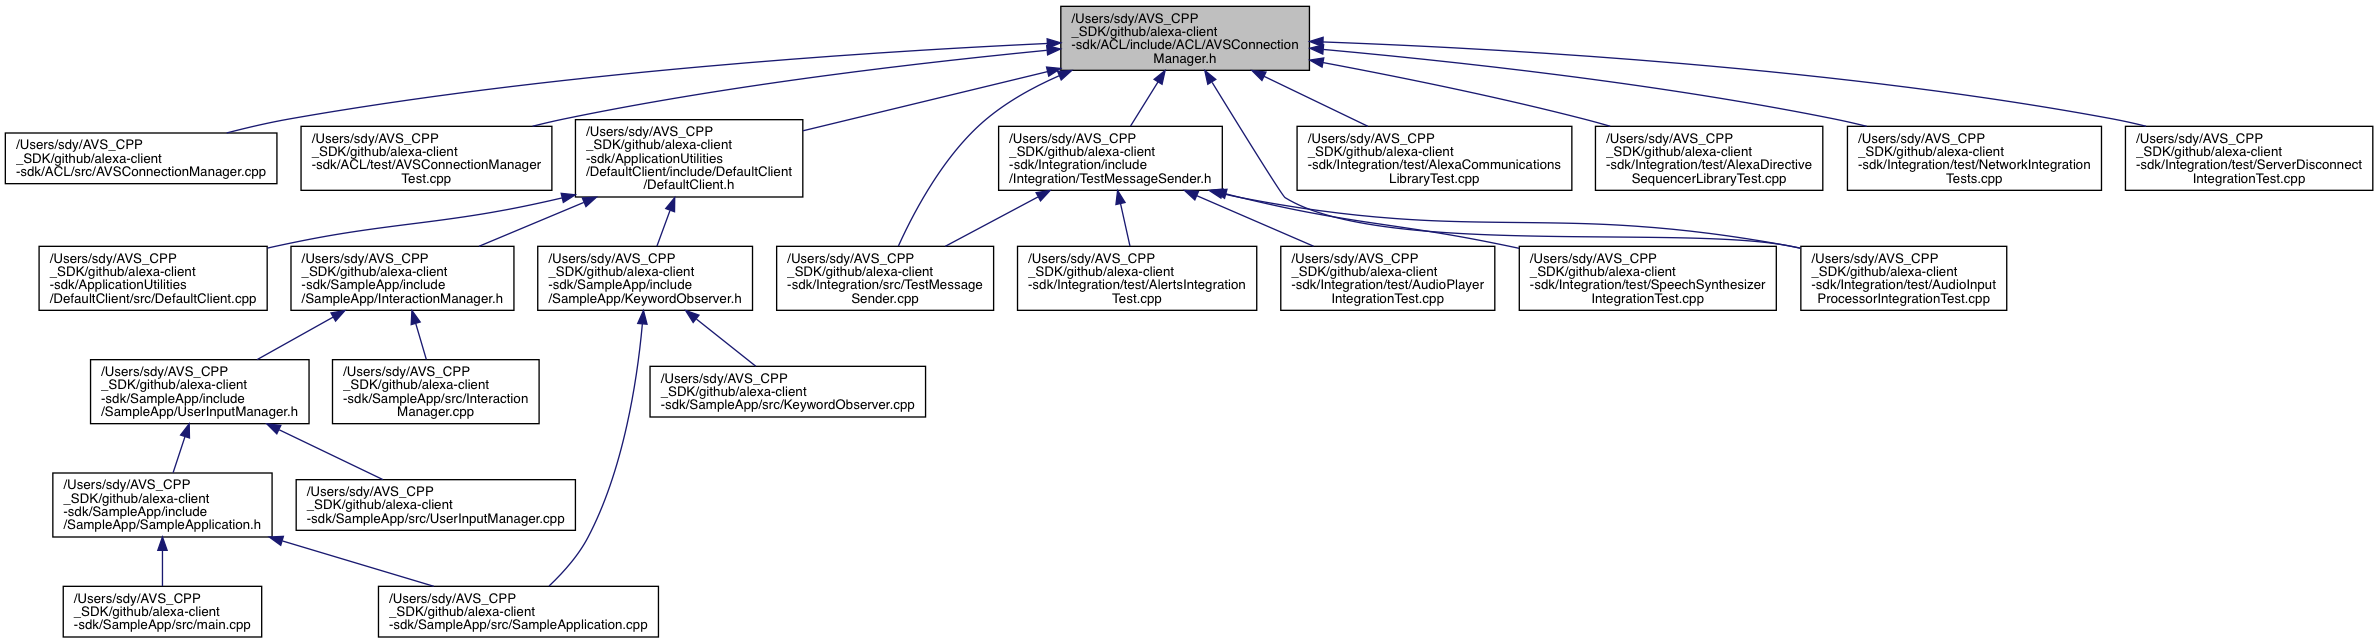 /Users/sdy/AVS_CPP
_SDK/github/alexa-client
-sdk/ACL/include/ACL/AVSConnection
Manager.h
/Users/sdy/AVS_CPP
_SDK/github/alexa-client
-sdk/ACL/src/AVSConnectionManager.cpp
/Users/sdy/AVS_CPP
_SDK/github/alexa-client
-sdk/ACL/test/AVSConnectionManager
Test.cpp
/Users/sdy/AVS_CPP
_SDK/github/alexa-client
-sdk/ApplicationUtilities
/DefaultClient/include/DefaultClient
/DefaultClient.h
/Users/sdy/AVS_CPP
_SDK/github/alexa-client
-sdk/Integration/include
/Integration/TestMessageSender.h
/Users/sdy/AVS_CPP
_SDK/github/alexa-client
-sdk/Integration/test/AlexaCommunications
LibraryTest.cpp
/Users/sdy/AVS_CPP
_SDK/github/alexa-client
-sdk/Integration/test/AlexaDirective
SequencerLibraryTest.cpp
/Users/sdy/AVS_CPP
_SDK/github/alexa-client
-sdk/Integration/test/NetworkIntegration
Tests.cpp
/Users/sdy/AVS_CPP
_SDK/github/alexa-client
-sdk/Integration/test/ServerDisconnect
IntegrationTest.cpp
/Users/sdy/AVS_CPP
_SDK/github/alexa-client
-sdk/ApplicationUtilities
/DefaultClient/src/DefaultClient.cpp
/Users/sdy/AVS_CPP
_SDK/github/alexa-client
-sdk/SampleApp/include
/SampleApp/InteractionManager.h
/Users/sdy/AVS_CPP
_SDK/github/alexa-client
-sdk/SampleApp/include
/SampleApp/KeywordObserver.h
/Users/sdy/AVS_CPP
_SDK/github/alexa-client
-sdk/Integration/src/TestMessage
Sender.cpp
/Users/sdy/AVS_CPP
_SDK/github/alexa-client
-sdk/Integration/test/AlertsIntegration
Test.cpp
/Users/sdy/AVS_CPP
_SDK/github/alexa-client
-sdk/Integration/test/AudioPlayer
IntegrationTest.cpp
/Users/sdy/AVS_CPP
_SDK/github/alexa-client
-sdk/Integration/test/SpeechSynthesizer
IntegrationTest.cpp
/Users/sdy/AVS_CPP
_SDK/github/alexa-client
-sdk/Integration/test/AudioInput
ProcessorIntegrationTest.cpp
/Users/sdy/AVS_CPP
_SDK/github/alexa-client
-sdk/SampleApp/include
/SampleApp/UserInputManager.h
/Users/sdy/AVS_CPP
_SDK/github/alexa-client
-sdk/SampleApp/src/Interaction
Manager.cpp
/Users/sdy/AVS_CPP
_SDK/github/alexa-client
-sdk/SampleApp/src/KeywordObserver.cpp
/Users/sdy/AVS_CPP
_SDK/github/alexa-client
-sdk/SampleApp/include
/SampleApp/SampleApplication.h
/Users/sdy/AVS_CPP
_SDK/github/alexa-client
-sdk/SampleApp/src/UserInputManager.cpp
/Users/sdy/AVS_CPP
_SDK/github/alexa-client
-sdk/SampleApp/src/main.cpp
/Users/sdy/AVS_CPP
_SDK/github/alexa-client
-sdk/SampleApp/src/SampleApplication.cpp